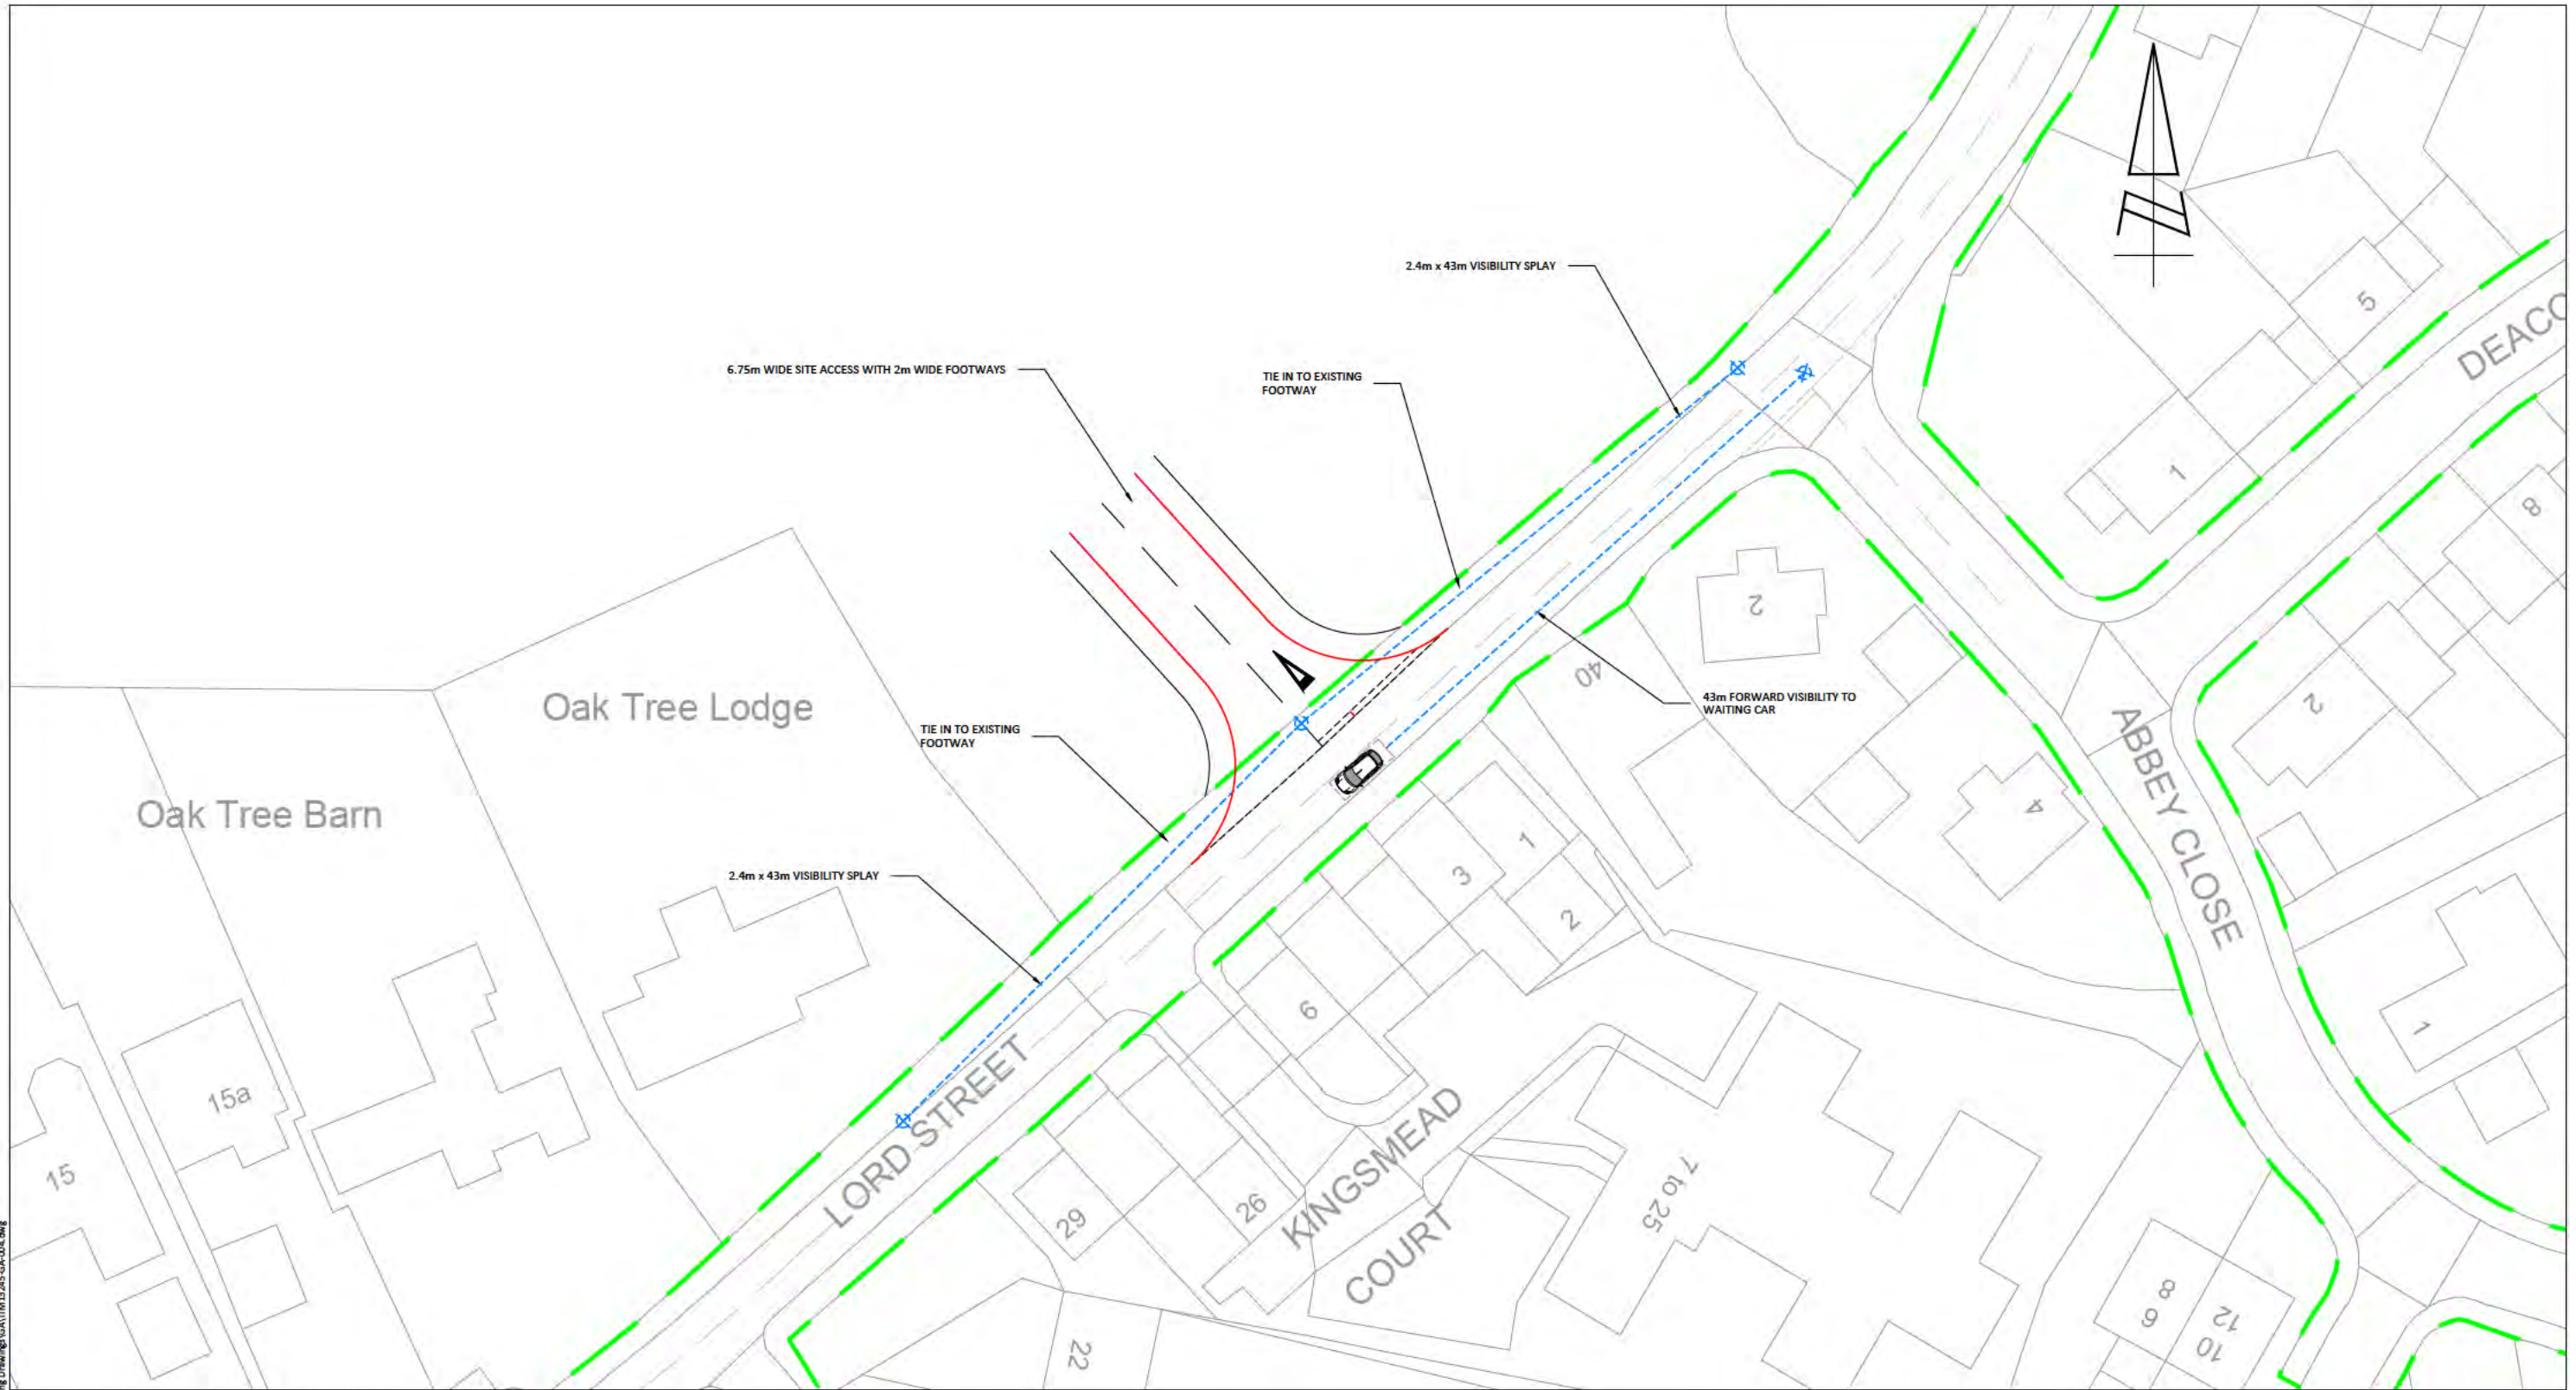 2.4m x 43m VISIBILITY SPLAY
6.75m WIDE SITE ACCESS WITH 2m WIDE FOOTWAYS
TIE IN TO EXISTING
FOOTWAY
5
DEACO
1
8
2
40
43m FORWARD VISIBILITY TO
WAITING CAR
2
Oak Tree Lodge
TIE IN TO EXISTING
FOOTWAY
Oak Tree Barn
4
ABBEY CLOSE
3
1
2
2.4m x 43m VISIBILITY SPLAY
6
1
15a
15
LORD STREET
29
26
KINGSMEAD
COURT
7 to 25
22
8
6
12
10